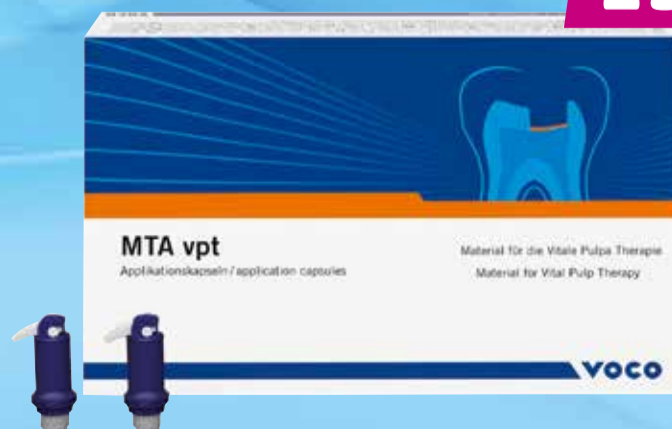 MTA vpt
Applikationskapseln / application capsules
Material für die Vitale Pulpa Therapie
Material for Vital Pulp Therapy
VOCO